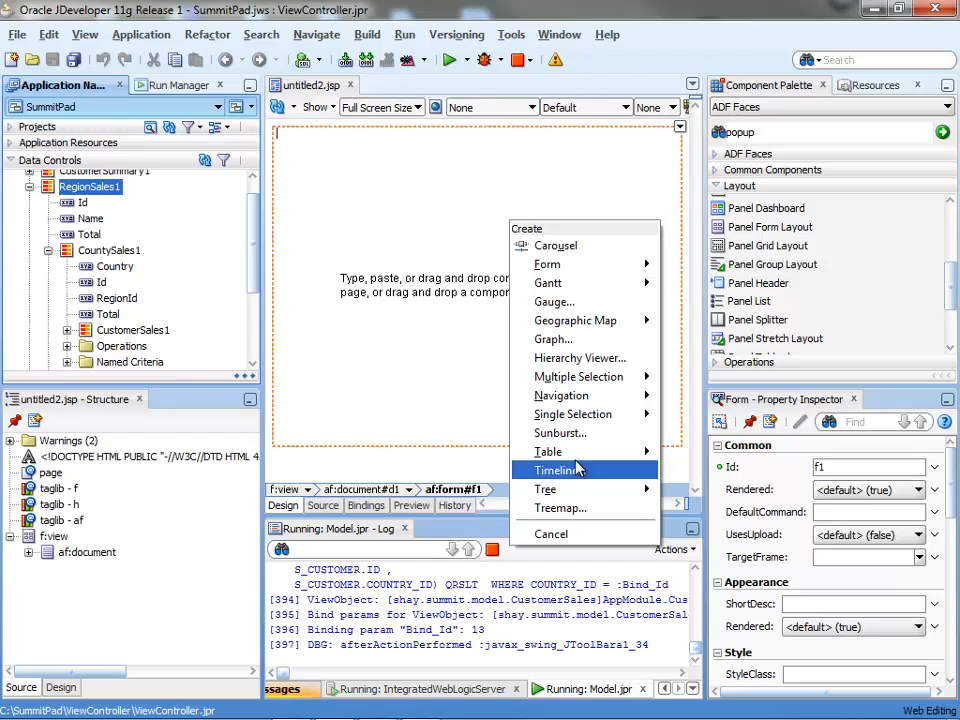 Oracle JDeveloper 11g Release 1 - SummitPad.jws : ViewController.jpr
File Edit View Application Refactor Search Navigate Build Run Versioning Tools Window Help
Search
Application Na... Run Manager
untitled2.jsp
Component Palette Resources
SummitPad
Show Full Screen Size None Default None
ADF Faces
Projects
popup
Application Resources
ADF Faces
Data Controls
Common Components
CustomerSummary1
Layout
RegionSales1
Id
Panel Dashboard
Name
Panel Form Layout
Total
Panel Grid Layout
CountySales1
Panel Group Layout
Country
Panel Header
Id
Panel List
RegionId
Panel Splitter
Total
Panel Stretch Layout
CustomerSales1
Operations
Operations
Named Criteria
Type, paste, or drag and drop con
page, or drag and drop a compor
Create
Carousel
Form
Gantt
Gauge...
Geographic Map
Graph...
Hierarchy Viewer...
Multiple Selection
Navigation
Single Selection
Sunburst...
Table
Timeline
Tree
Treemap...
Cancel
untitled2.jsp - Structure
Warnings (2)
<!DOCTYPE HTML PUBLIC "-//W3C//DTD HTML 4
page
taglib - f
taglib - h
taglib - af
f:view
af:document
Source Design
f:view af:document#d1 af:form#f1
Design Source Bindings Preview History
Running: Model.jpr - Log
Actions
S_CUSTOMER.ID ,
S_CUSTOMER.COUNTRY_ID) QRSLT WHERE COUNTRY_ID = :Bind_Id
[394] ViewObject: [shay.summit.model.CustomerSales]AppModule.Cus
[395] Bind params for ViewObject: [shay.summit.model.CustomerSal
[396] Binding param "Bind_Id": 13
[397] DBG: afterActionPerformed :javax_swing_JToolBara1_34
ssages Running: IntegratedWebLogicServer Running: Model.jpr
Form - Property Inspector
Find
Common
Id: f1
Rendered: <default> (true)
DefaultCommand:
UsesUpload: <default> (true)
TargetFrame:
Appearance
ShortDesc:
Rendered: <default> (false)
Style
StyleClass:
C:\SummitPad\ViewController\ViewController.jpr
Web Editing